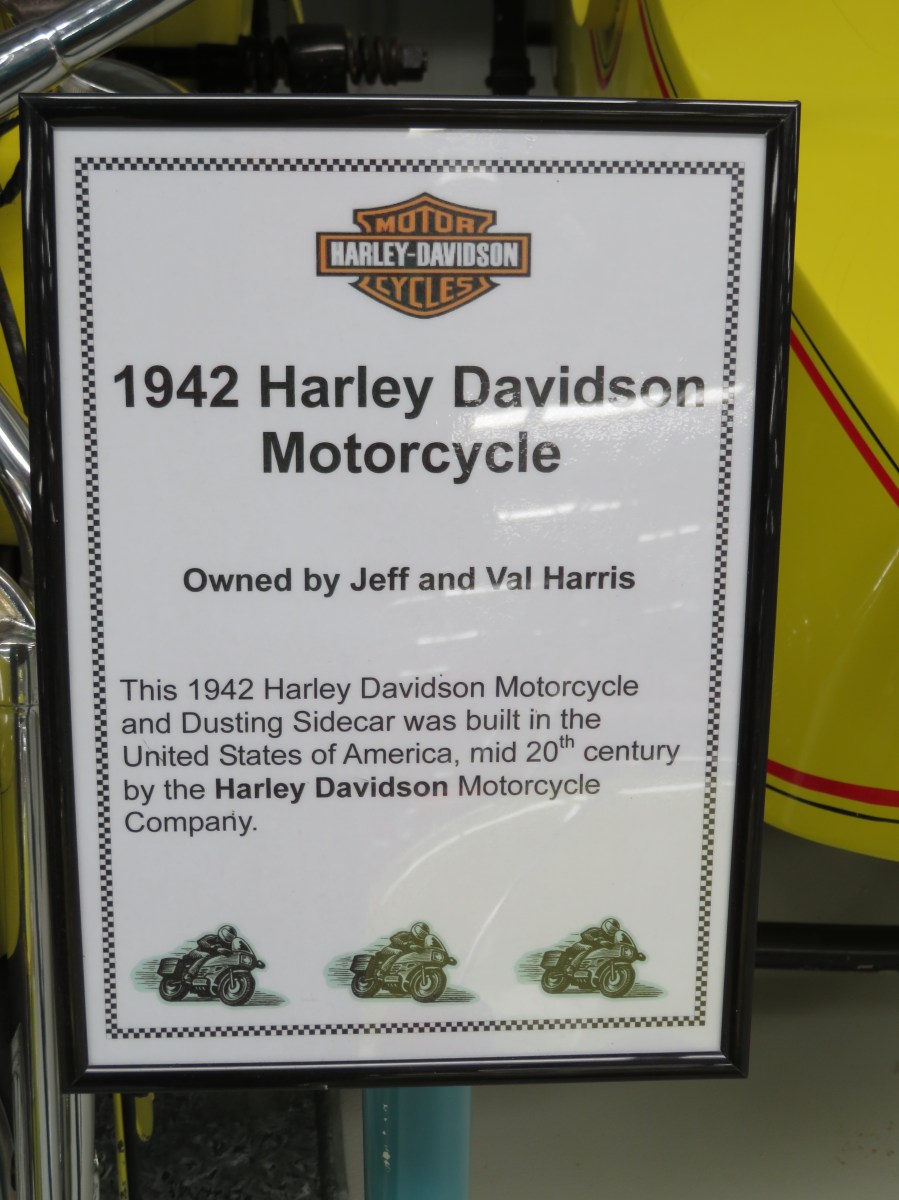 MOTOR
HARLEY-DAVIDSON
CYCLES
1942 Harley Davidson
Motorcycle
Owned by Jeff and Val Harris
This 1942 Harley Davidson Motorcycle
and Dusting Sidecar was built in the
United States of America, mid 20th century
by the Harley Davidson Motorcycle
Company.